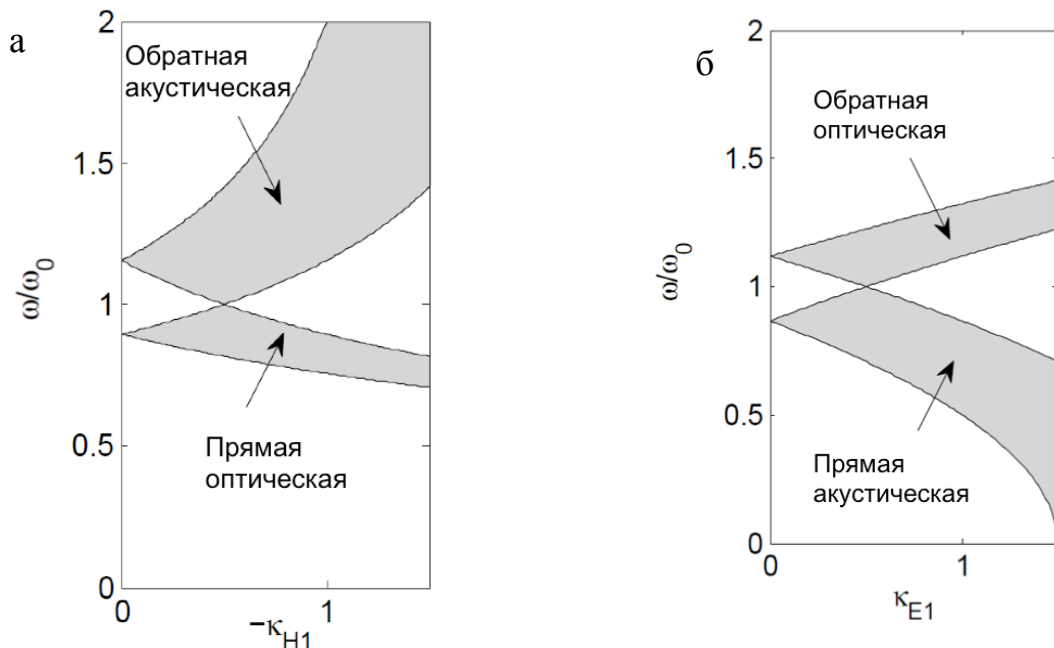 а
2
Обратная
акустическая
1.5
ω/ω0
1
0.5
Прямая
оптическая
0
0
1
−κH1
б
2
Обратная
оптическая
1.5
ω/ω0
1
0.5
Прямая
акустическая
0
0
1
κE1